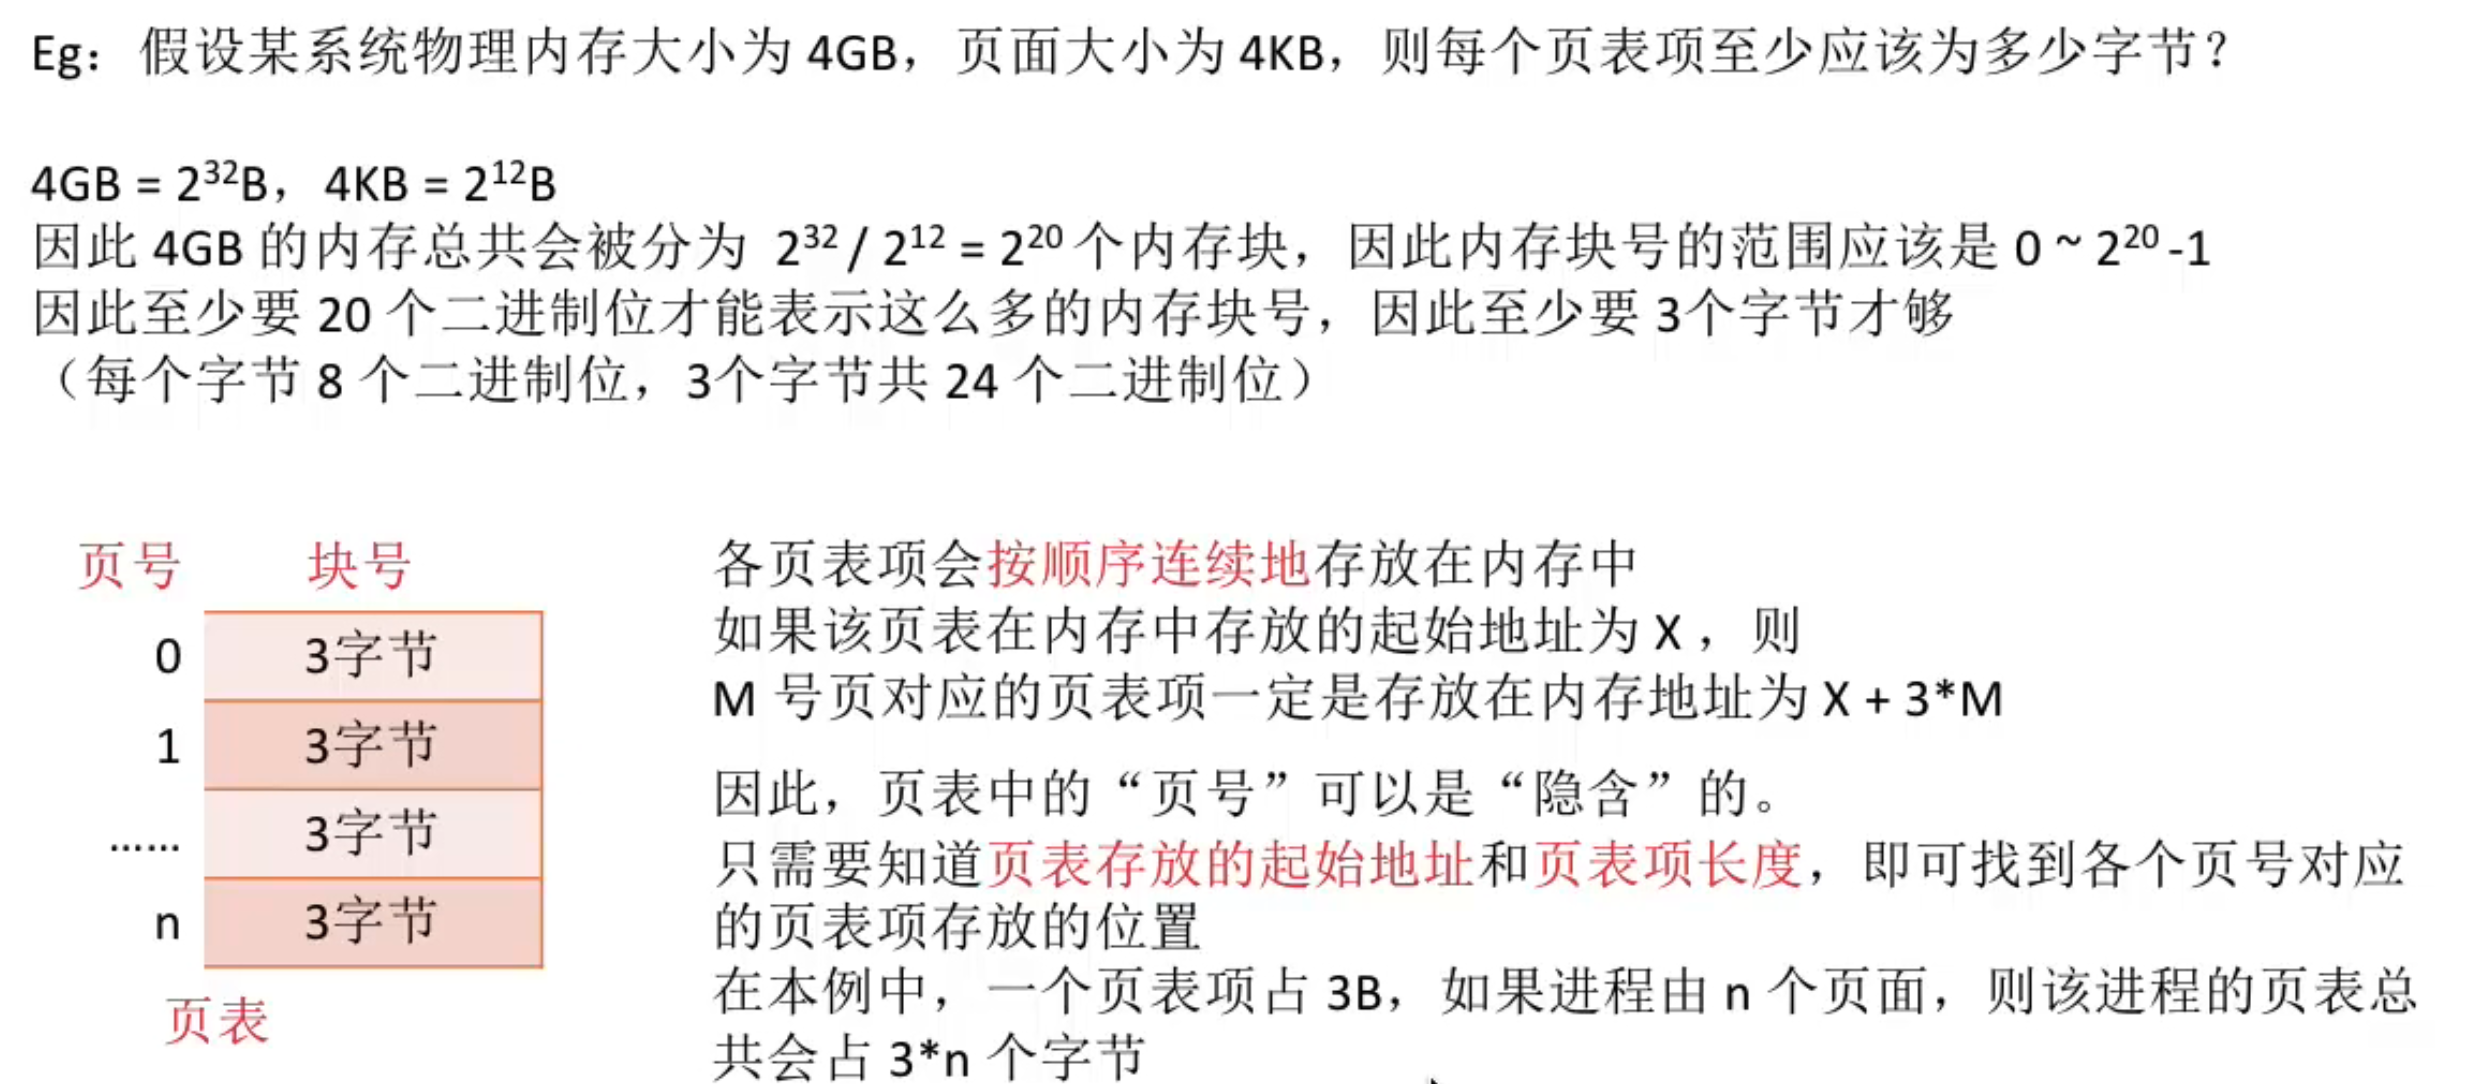 Eg：假设某系统物理内存大小为 4GB，页面大小为 4KB，则每个页表项至少应该为多少字节？
4GB = 2³²B，4KB = 2¹²B
因此 4GB 的内存总共会被分为 2³² / 2¹² = 2²⁰ 个内存块，因此内存块号的范围应该是 0 ~ 2²⁰ -1
因此至少要 20 个二进制位才能表示这么多的内存块号，因此至少要 3个字节才够
（每个字节 8 个二进制位，3个字节共 24 个二进制位）
页号 块号
0 3字节
1 3字节
...... 3字节
n 3字节
页表
各页表项会按顺序连续地存放在内存中
如果该页表在内存中存放的起始地址为 X ，则
M 号页对应的页表项一定是存放在内存地址为 X + 3*M
因此，页表中的“页号”可以是“隐含”的。
只需要知道页表存放的起始地址和页表项长度，即可找到各个页号对应
的页表项存放的位置
在本例中，一个页表项占 3B，如果进程由 n 个页面，则该进程的页表总
共会占 3*n 个字节